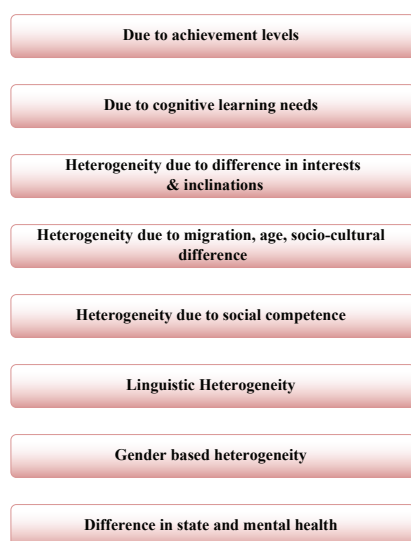 Due to achievement levels
Due to cognitive learning needs
Heterogeneity due to difference in interests
& inclinations
Heterogeneity due to migration, age, socio-cultural
difference
Heterogeneity due to social competence
Linguistic Heterogeneity
Gender based heterogeneity
Difference in state and mental health